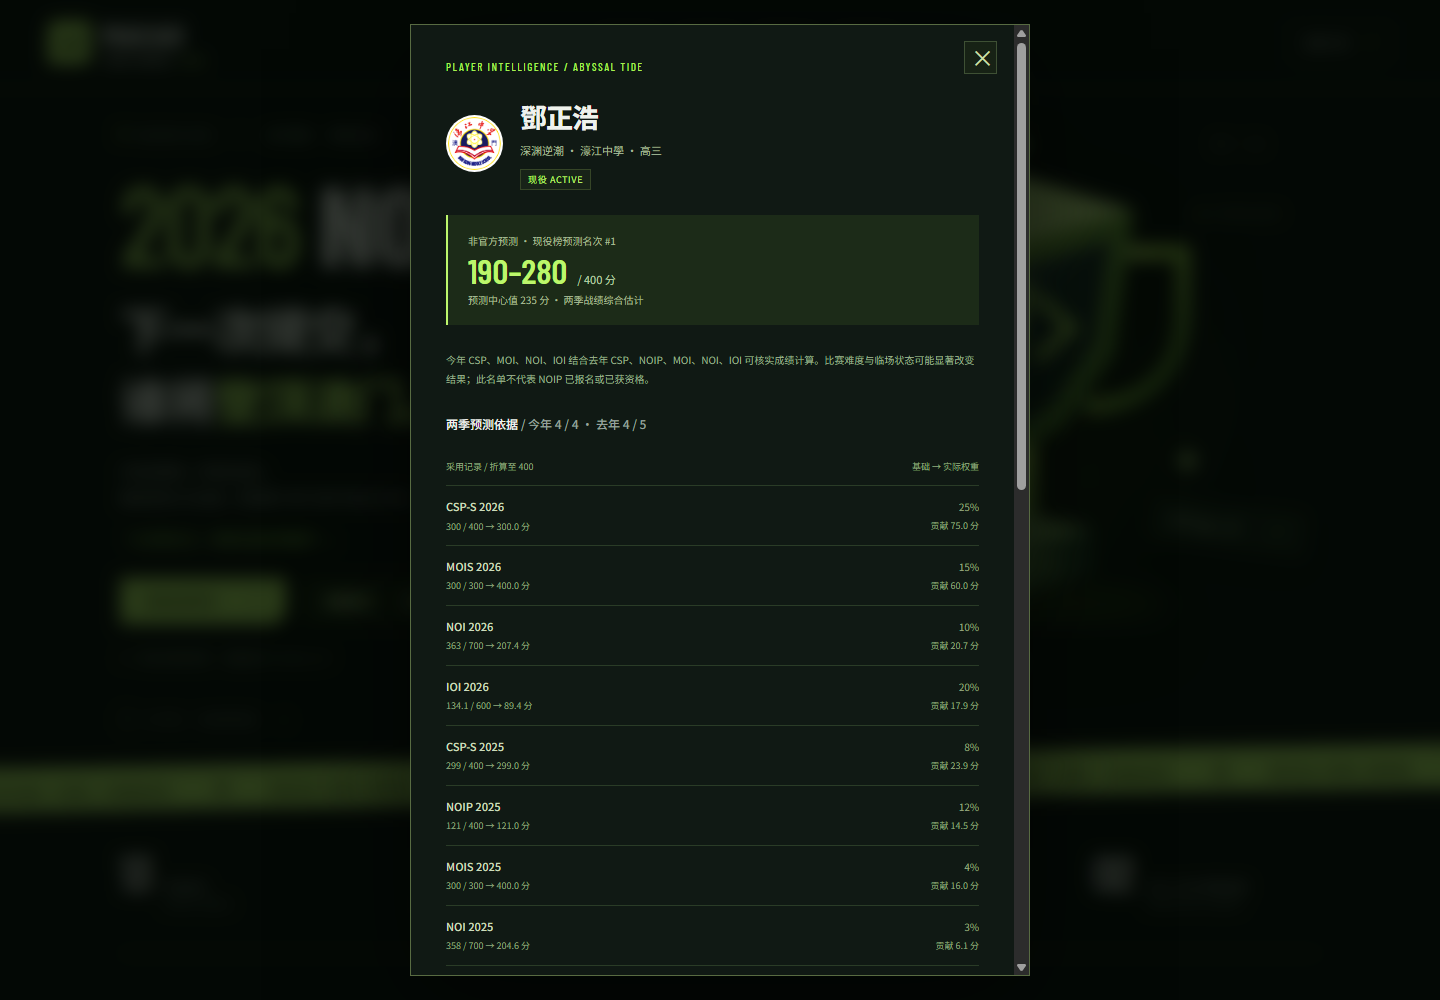 PLAYER INTELLIGENCE / ABYSSAL TIDE
鄧正浩
深渊逆潮 · 濠江中學 · 高三
现役 ACTIVE
非官方预测 · 现役榜预测名次 #1
190–280 / 400 分
预测中心值 235 分 · 两季战绩综合估计
今年 CSP、MOI、NOI、IOI 结合去年 CSP、NOIP、MOI、NOI、IOI 可核实成绩计算。比赛难度与临场状态可能显著改变
结果；此名单不代表 NOIP 已报名或已获资格。
两季预测依据 / 今年 4 / 4 · 去年 4 / 5
采用记录 / 折算至 400 基础 → 实际权重
CSP-S 2026 25%
300 / 400 → 300.0 分 贡献 75.0 分
MOIS 2026 15%
300 / 300 → 400.0 分 贡献 60.0 分
NOI 2026 10%
363 / 700 → 207.4 分 贡献 20.7 分
IOI 2026 20%
134.1 / 600 → 89.4 分 贡献 17.9 分
CSP-S 2025 8%
299 / 400 → 299.0 分 贡献 23.9 分
NOIP 2025 12%
121 / 400 → 121.0 分 贡献 14.5 分
MOIS 2025 4%
300 / 300 → 400.0 分 贡献 16.0 分
NOI 2025 3%
358 / 700 → 204.6 分 贡献 6.1 分